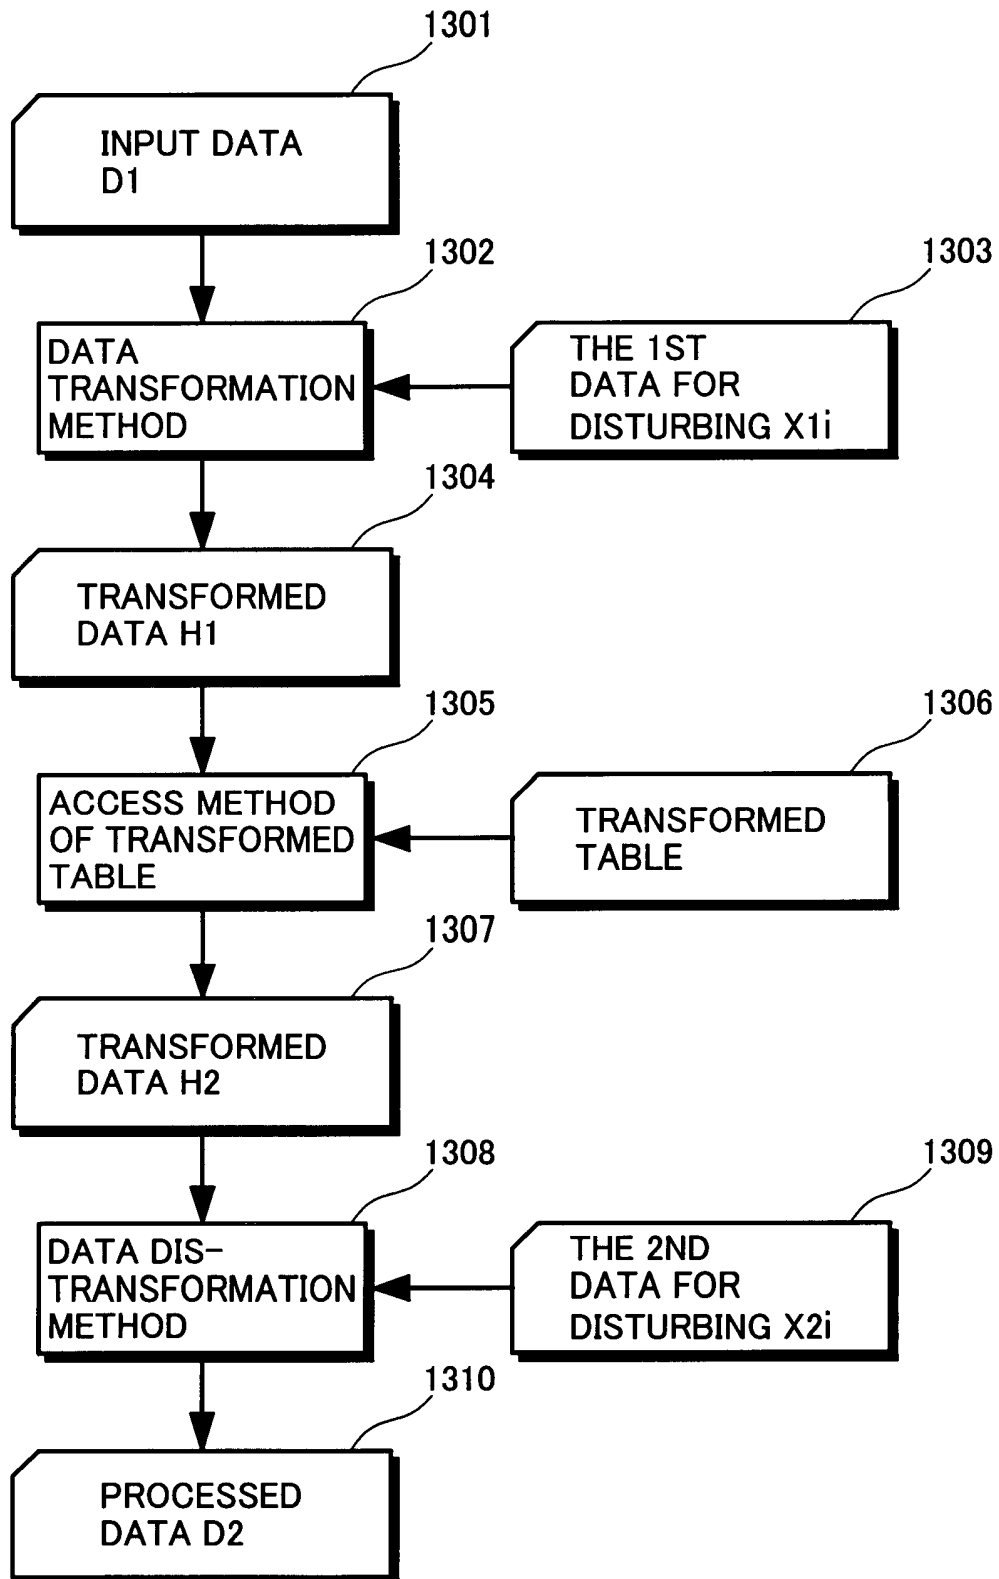 1301
INPUT DATA
D1
1302
DATA
TRANSFORMATION
METHOD
1303
THE 1ST
DATA FOR
DISTURBING X1i
1304
TRANSFORMED
DATA H1
1305
ACCESS METHOD
OF TRANSFORMED
TABLE
1306
TRANSFORMED
TABLE
1307
TRANSFORMED
DATA H2
1308
DATA DIS-
TRANSFORMATION
METHOD
1309
THE 2ND
DATA FOR
DISTURBING X2i
1310
PROCESSED
DATA D2